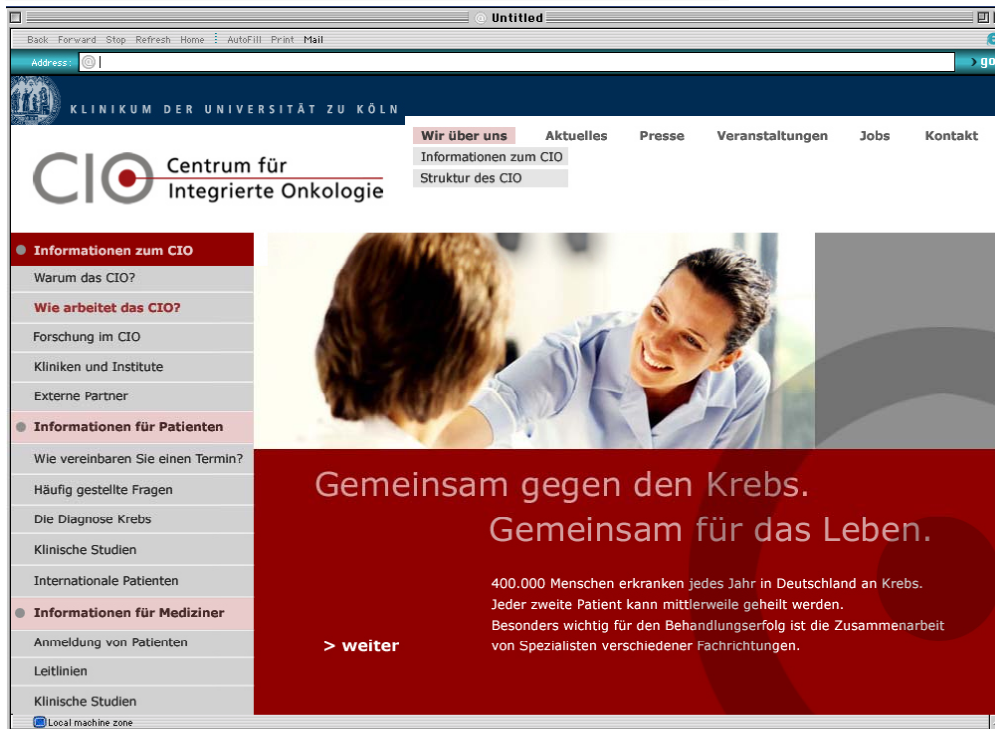 Untitled
Back Forward Stop Refresh Home AutoFill Print Mail
Address: @ > go
KLINIKUM DER UNIVERSITÄT ZU KÖLN
Wir über uns Aktuelles Presse Veranstaltungen Jobs Kontakt
Informationen zum CIO
Struktur des CIO
CIO Centrum für
Integrierte Onkologie
Informationen zum CIO
Warum das CIO?
Wie arbeitet das CIO?
Forschung im CIO
Kliniken und Institute
Externe Partner
Informationen für Patienten
Wie vereinbaren Sie einen Termin?
Häufig gestellte Fragen
Die Diagnose Krebs
Klinische Studien
Internationale Patienten
Informationen für Mediziner
Anmeldung von Patienten
Leitlinien
Klinische Studien
Gemeinsam gegen den Krebs.
Gemeinsam für das Leben.
400.000 Menschen erkranken jedes Jahr in Deutschland an Krebs.
Jeder zweite Patient kann mittlerweile geheilt werden.
Besonders wichtig für den Behandlungserfolg ist die Zusammenarbeit
von Spezialisten verschiedener Fachrichtungen.
> weiter
Local machine zone